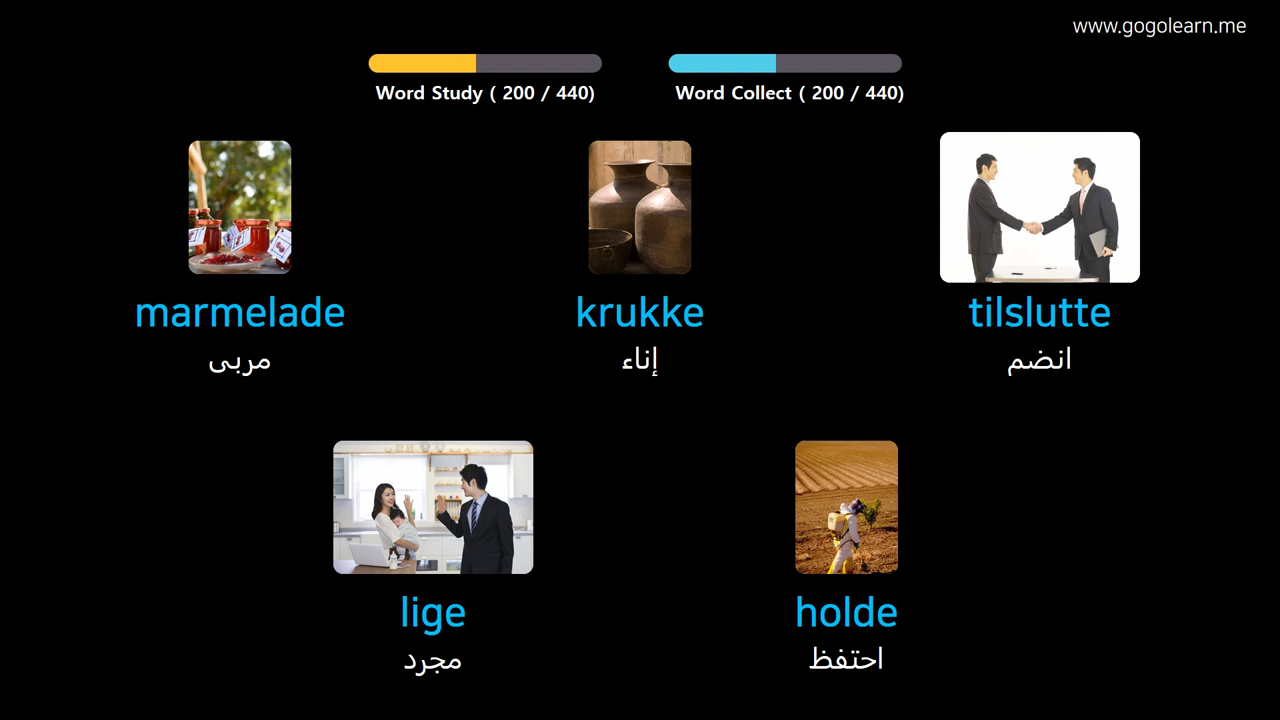 www.gogolearn.me
Word Study ( 200 / 440)
Word Collect ( 200 / 440)
marmelade
مربى
krukke
إناء
tilslutte
انضم
lige
مجرد
holde
احتفظ